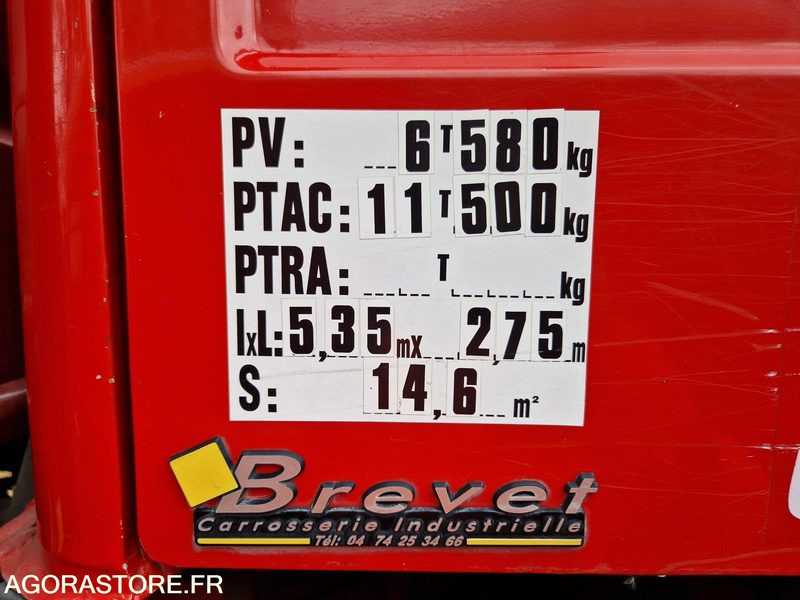 PV: 6 T 580 kg
PTAC: 11 T 500 kg
PTRA: T kg
lxL: 5,35 mx 2,75 m
S: 14,6 m²
Brevet
Carrosserie Industrielle
Tél: 04 74 25 34 66
AGORASTORE.FR